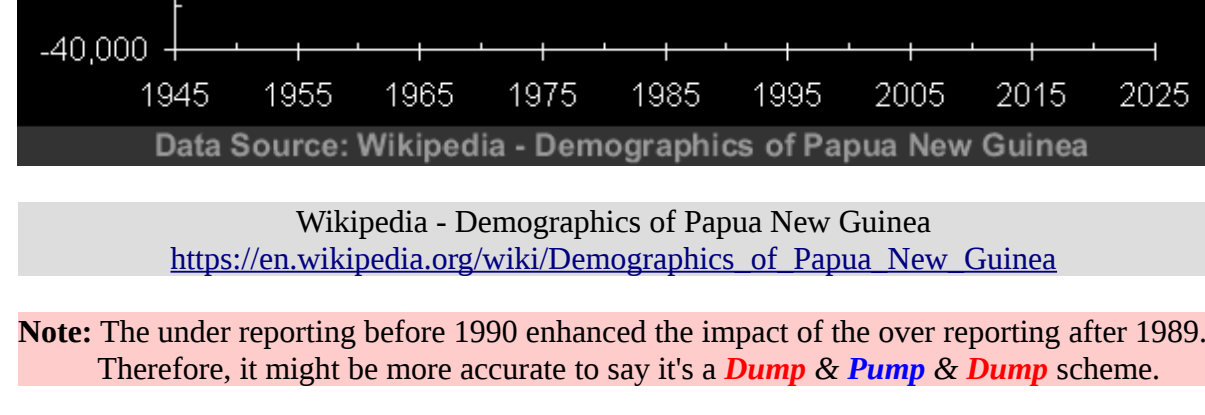 -40,000
1945 1955 1965 1975 1985 1995 2005 2015 2025
Data Source: Wikipedia - Demographics of Papua New Guinea
Wikipedia - Demographics of Papua New Guinea
https://en.wikipedia.org/wiki/Demographics_of_Papua_New_Guinea
Note: The under reporting before 1990 enhanced the impact of the over reporting after 1989.
Therefore, it might be more accurate to say it's a Dump & Pump & Dump scheme.